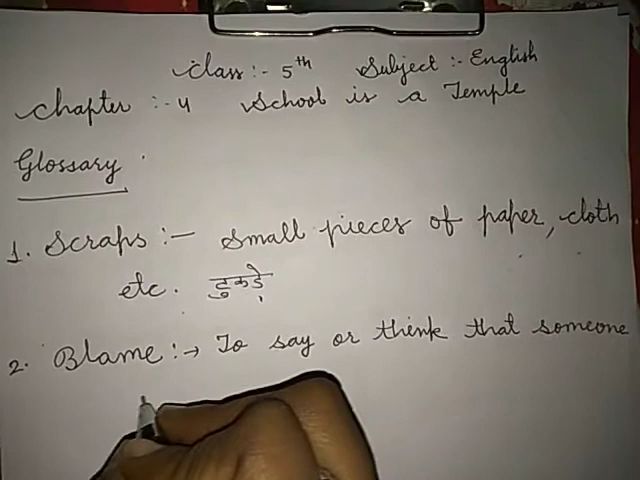 Class :- 5th Subject :- English
Chapter :- 4 School is a Temple
Glossary
1. Scraps :- Small pieces of paper, cloth
etc. टुकड़े
2. Blame :→ To say or think that someone